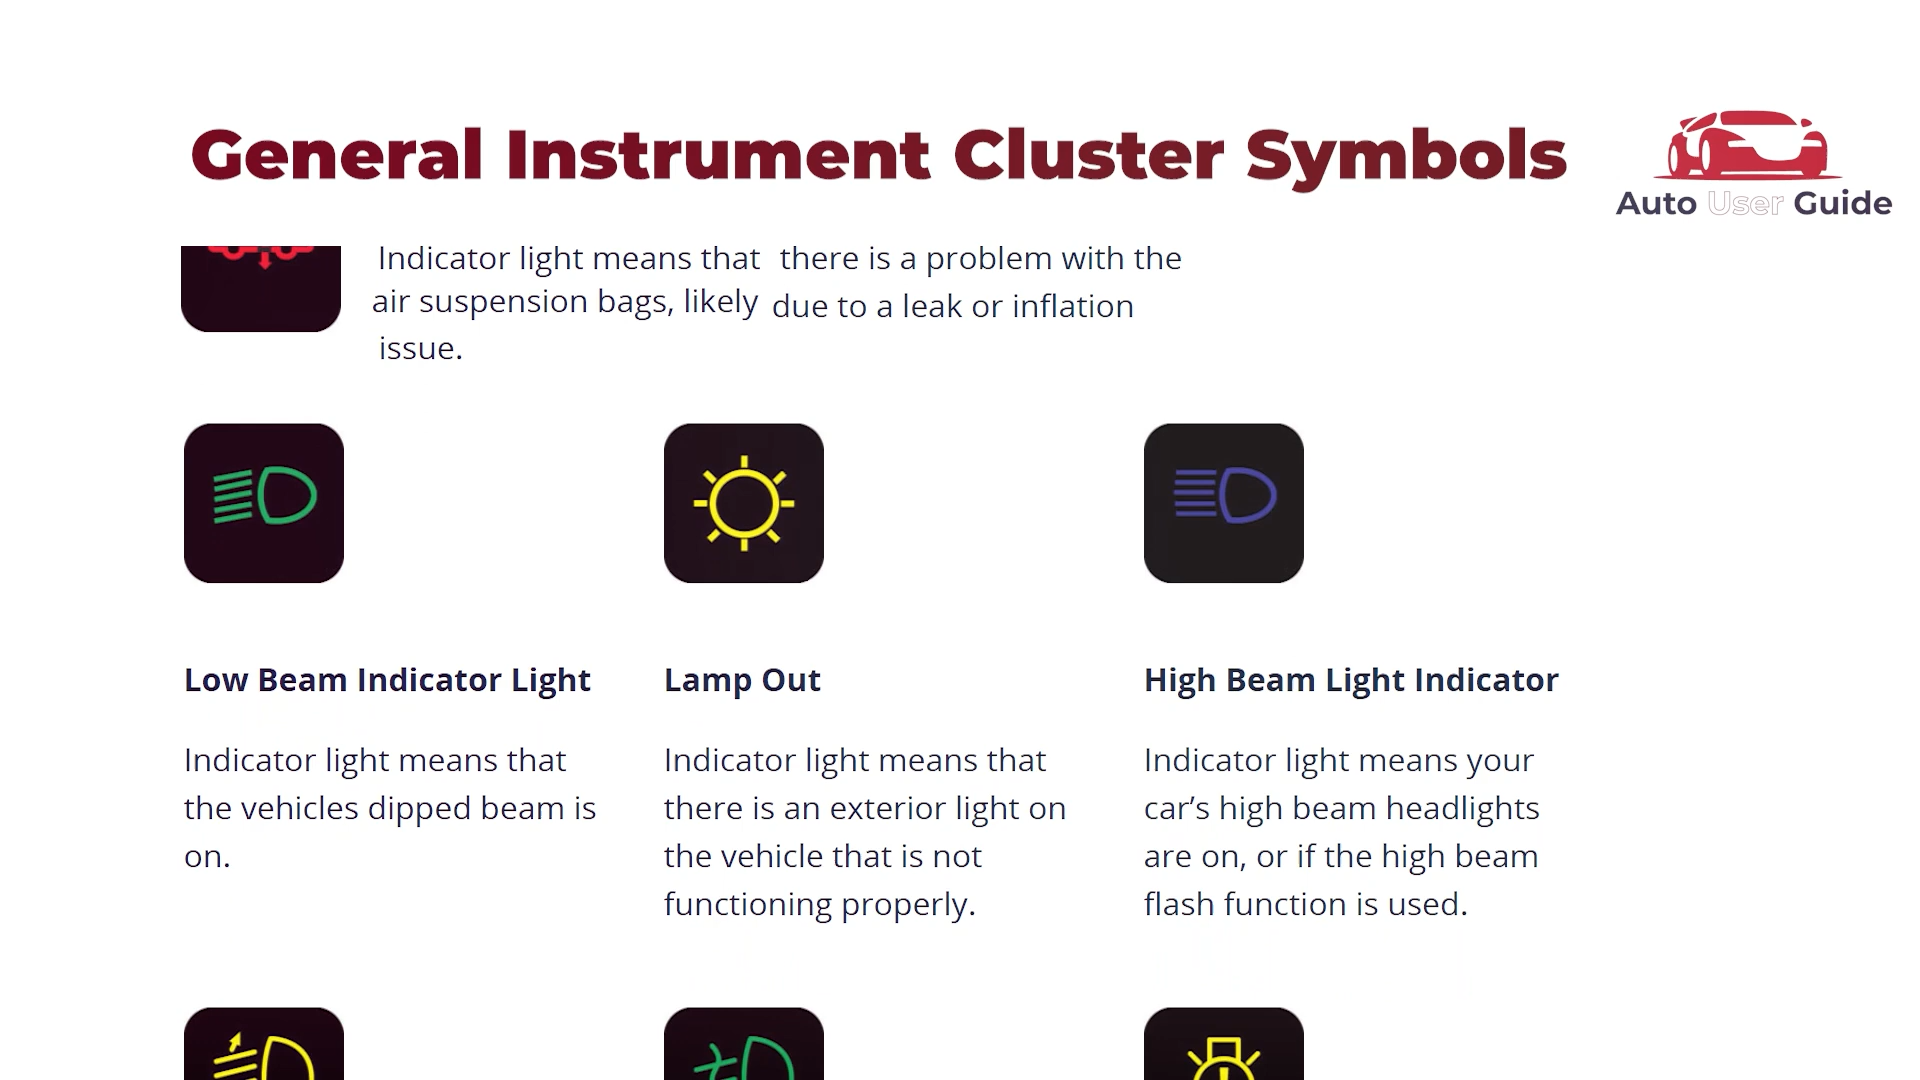 General Instrument Cluster Symbols
Auto User Guide
Indicator light means that there is a problem with the
air suspension bags, likely due to a leak or inflation
issue.
Low Beam Indicator Light
Indicator light means that
the vehicles dipped beam is
on.
Lamp Out
Indicator light means that
there is an exterior light on
the vehicle that is not
functioning properly.
High Beam Light Indicator
Indicator light means your
car’s high beam headlights
are on, or if the high beam
flash function is used.